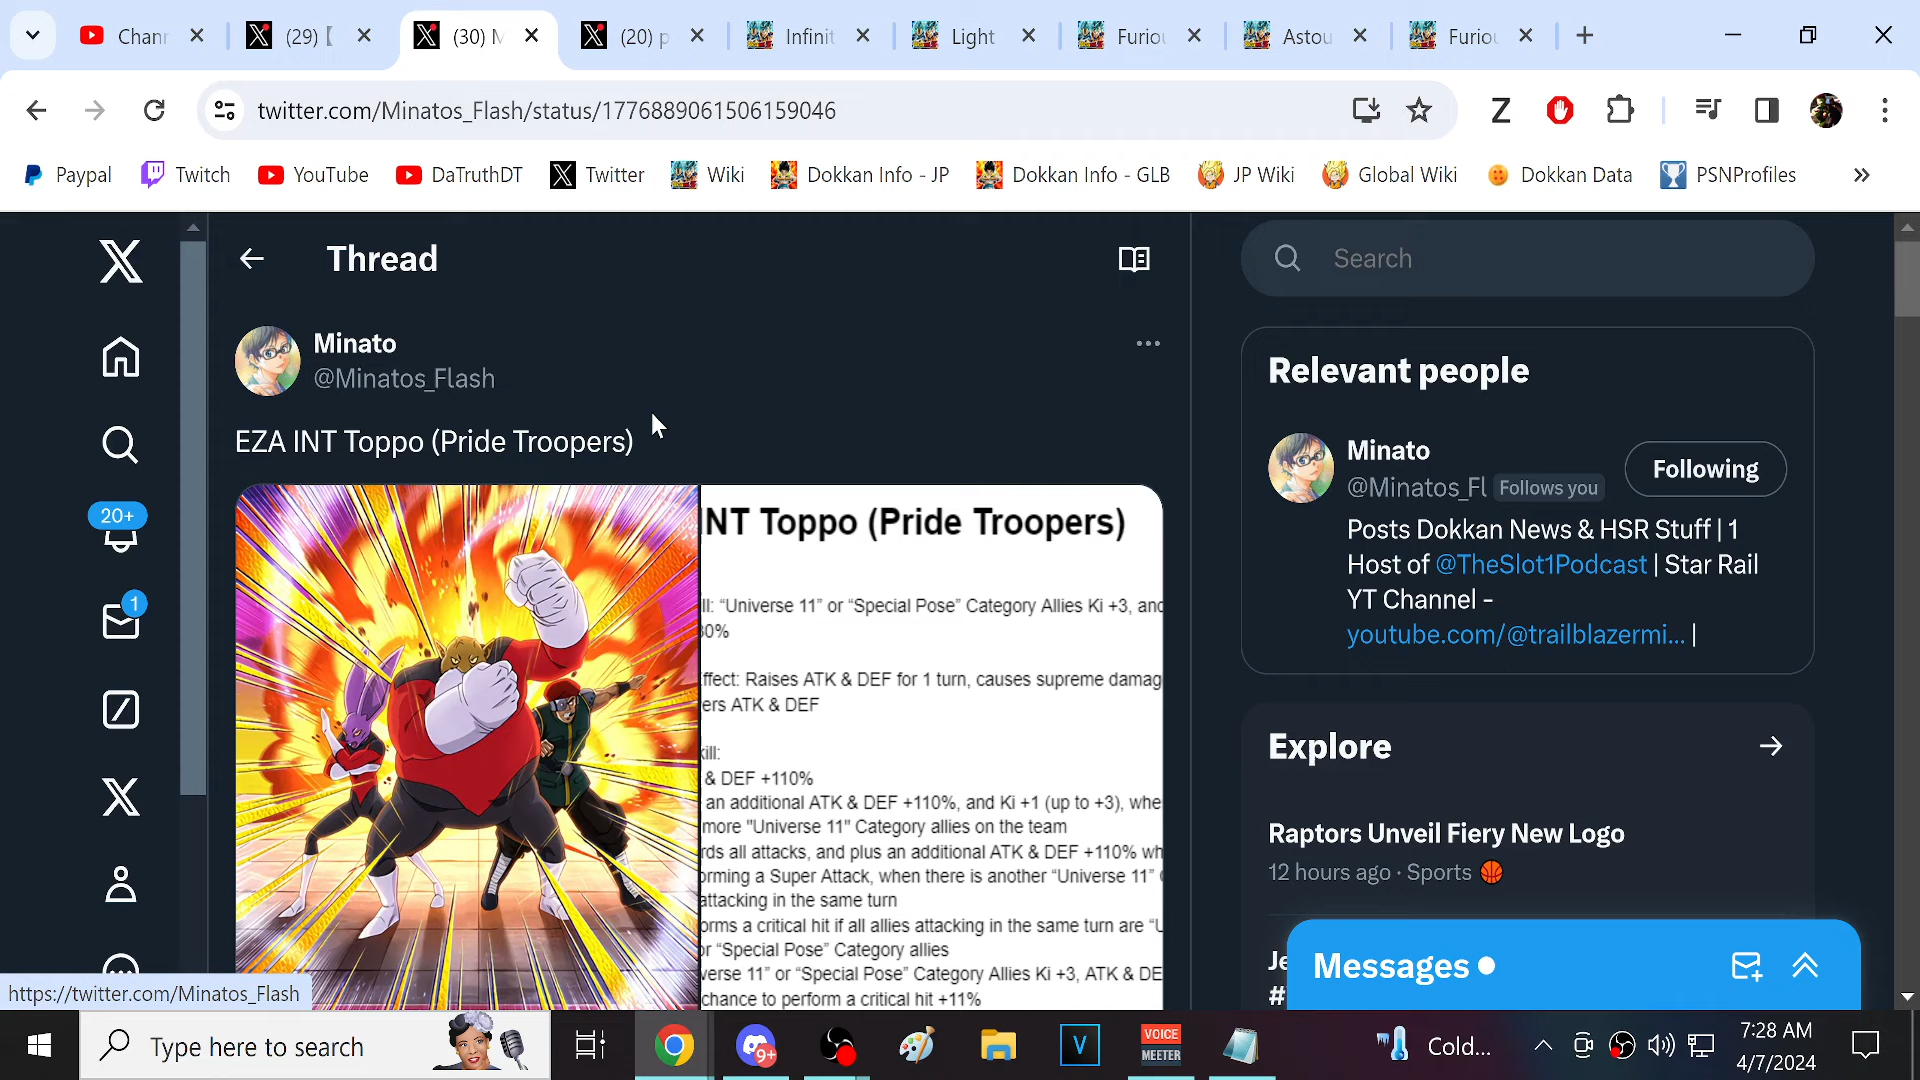 Chann
(29) [
(30) M
(20) p
Infinit
Light
Furiou
Astou
Furiou
twitter.com/Minatos_Flash/status/1776889061506159046
Z
Paypal
Twitch
YouTube
DaTruthDT
Twitter
Wiki
Dokkan Info - JP
Dokkan Info - GLB
JP Wiki
Global Wiki
Dokkan Data
PSNProfiles
Thread
Search
Minato
@Minatos_Flash
EZA INT Toppo (Pride Troopers)
INT Toppo (Pride Troopers)
ll: “Universe 11” or “Special Pose” Category Allies Ki +3, and
30%
ffect: Raises ATK & DEF for 1 turn, causes supreme damag
ers ATK & DEF
kill:
& DEF +110%
an additional ATK & DEF +110%, and Ki +1 (up to +3), whe
more "Universe 11" Category allies on the team
rds all attacks, and plus an additional ATK & DEF +110% wh
orming a Super Attack, when there is another “Universe 11” C
attacking in the same turn
orms a critical hit if all allies attacking in the same turn are “U
or “Special Pose” Category allies
verse 11” or “Special Pose” Category Allies Ki +3, ATK & DE
chance to perform a critical hit +11%
20+
1
Relevant people
Minato
@Minatos_Fl Follows you
Following
Posts Dokkan News & HSR Stuff | 1
Host of @TheSlot1Podcast | Star Rail
YT Channel -
youtube.com/@trailblazermi... |
Explore
Raptors Unveil Fiery New Logo
12 hours ago · Sports
Je
#
Messages
https://twitter.com/Minatos_Flash
Type here to search
9+
V
VOICE
MEETER
Cold...
7:28 AM
4/7/2024